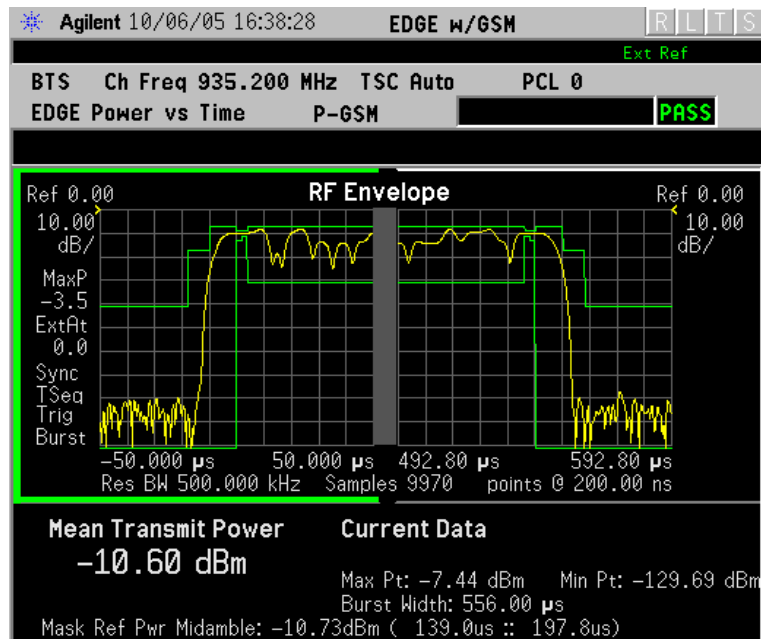 Agilent 10/06/05 16:38:28 EDGE w/GSM R L T S
Ext Ref
BTS Ch Freq 935.200 MHz TSC Auto PCL 0
EDGE Power vs Time P-GSM PASS
Ref 0.00 RF Envelope Ref 0.00
10.00 10.00
dB/ dB/
MaxP
-3.5
ExtAt
0.0
Sync
TSeq
Trig
Burst
-50.000 µs 50.000 µs 492.80 µs 592.80 µs
Res BW 500.000 kHz Samples 9970 points @ 200.00 ns
Mean Transmit Power Current Data
-10.60 dBm
Max Pt: -7.44 dBm Min Pt: -129.69 dBm
Burst Width: 556.00 µs
Mask Ref Pwr Midamble: -10.73dBm ( 139.0us :: 197.8us)